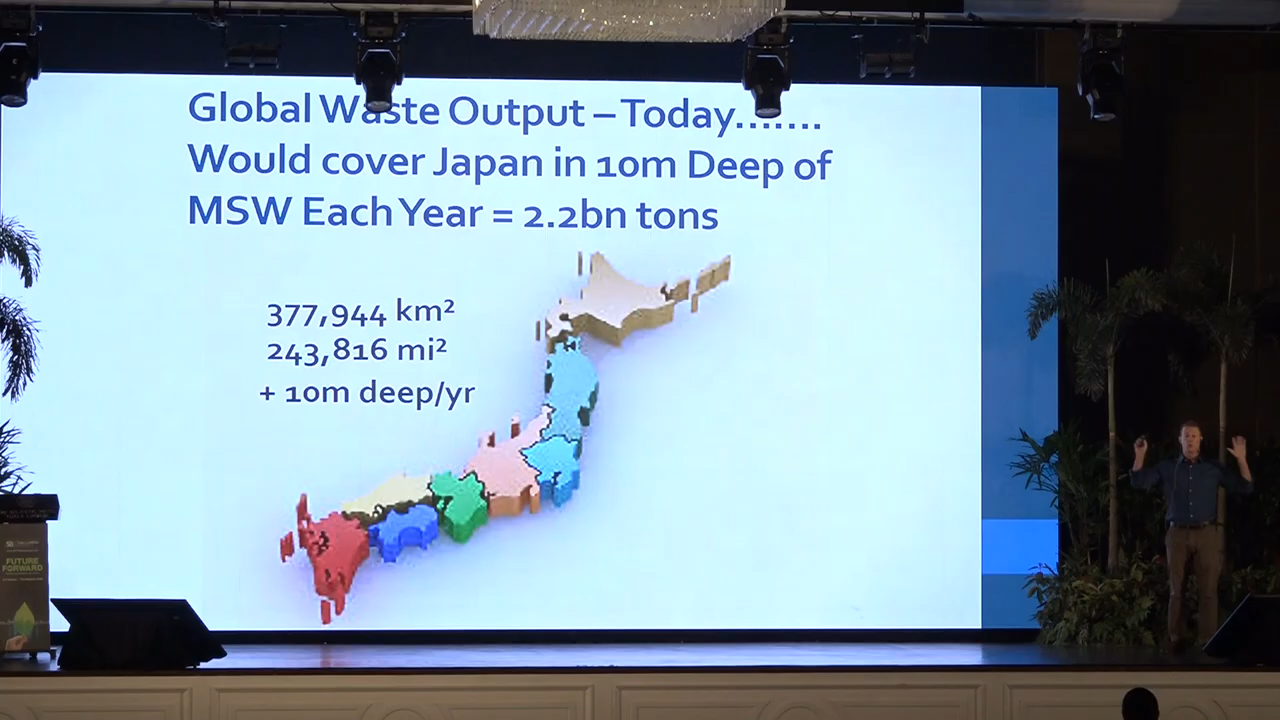 Global Waste Output – Today.......
Would cover Japan in 10m Deep of
MSW Each Year = 2.2bn tons
377,944 km²
243,816 mi²
+ 10m deep/yr
FUTURE
FORWARD